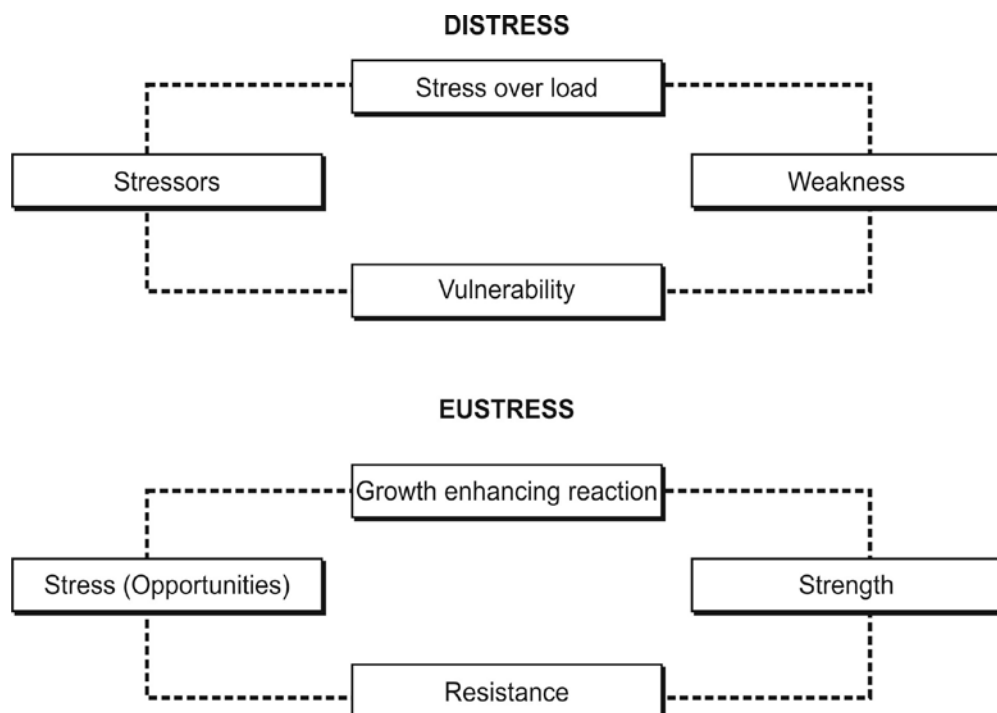 DISTRESS
Stress over load
Stressors
Weakness
Vulnerability
EUSTRESS
Growth enhancing reaction
Stress (Opportunities)
Strength
Resistance